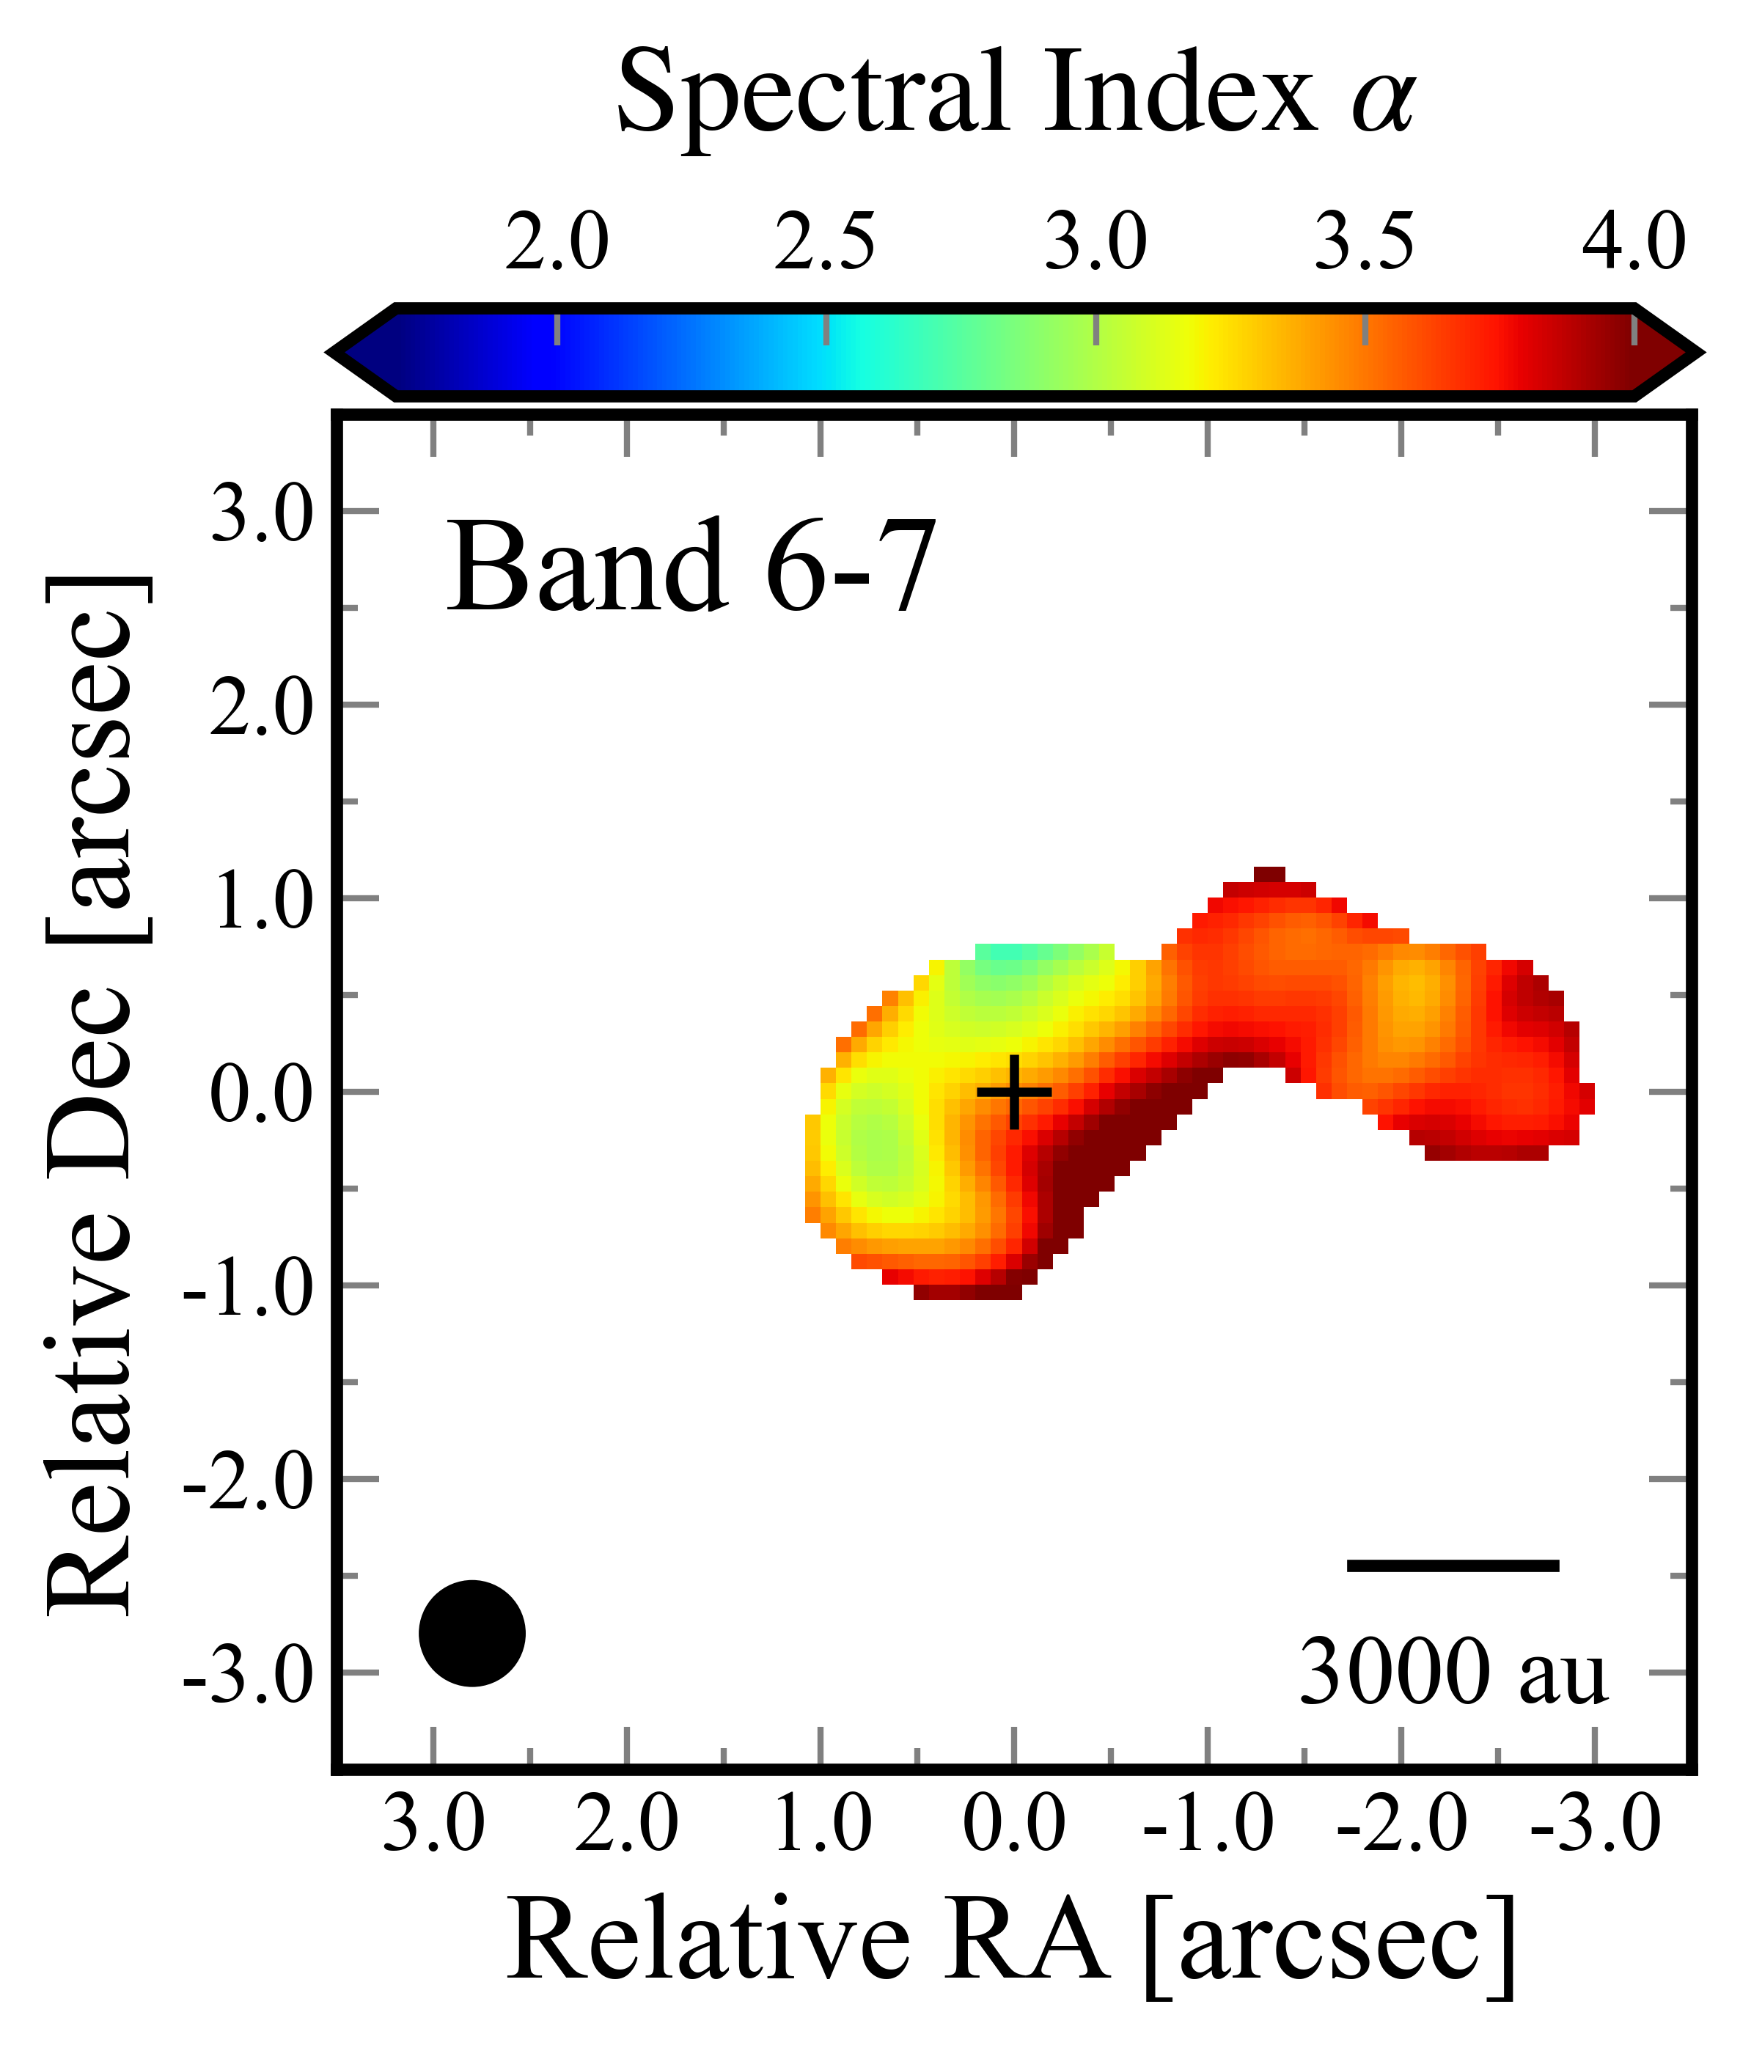 Spectral Index α
2.0 2.5 3.0 3.5 4.0
Band 6-7
Relative Dec [arcsec]
3.0
2.0
1.0
0.0
-1.0
-2.0
-3.0
3000 au
3.0 2.0 1.0 0.0 -1.0 -2.0 -3.0
Relative RA [arcsec]